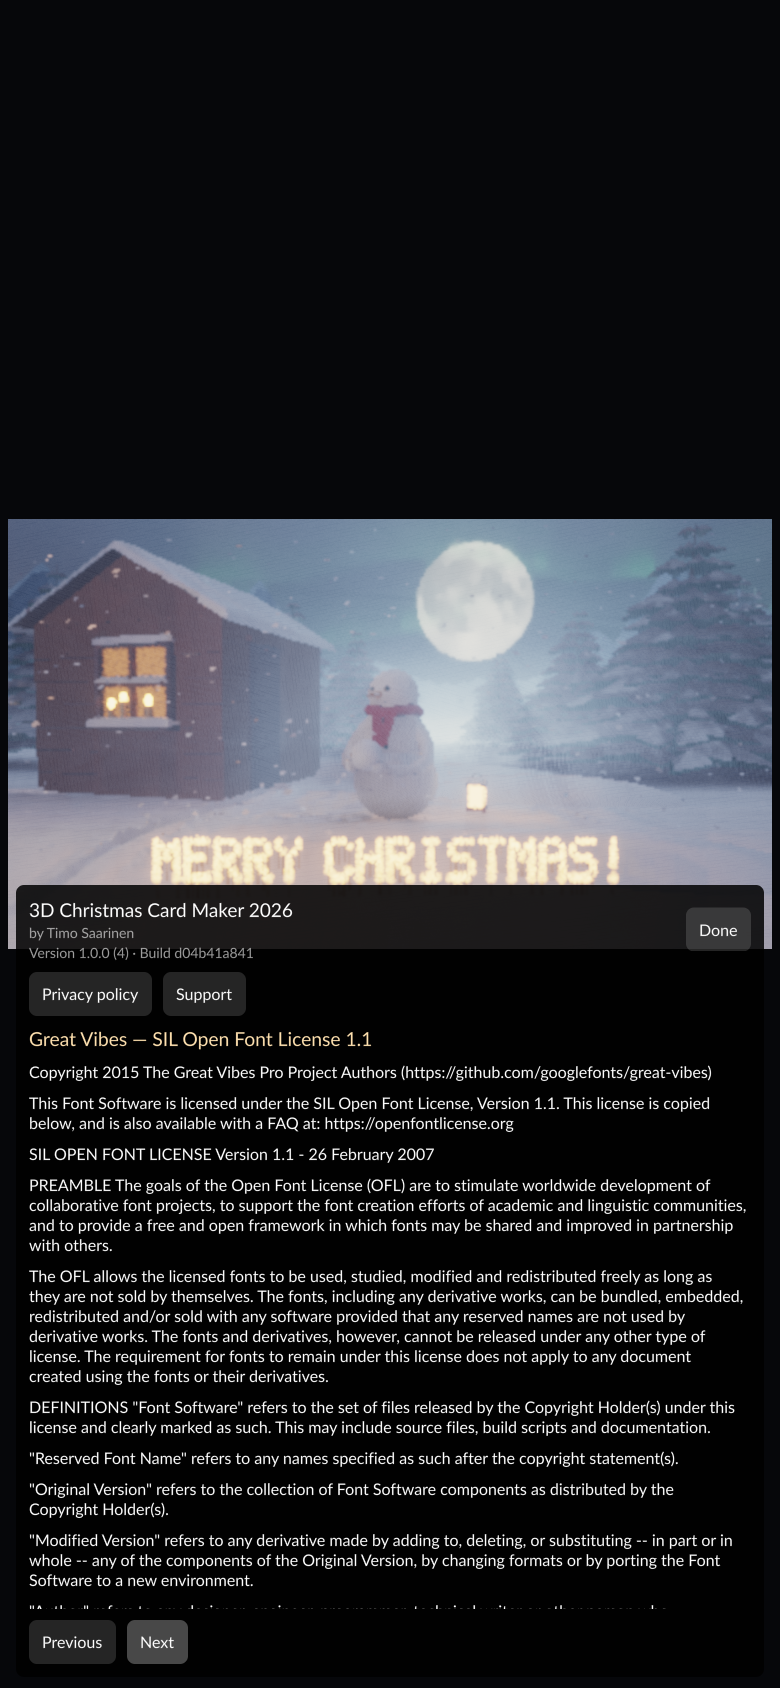 MERRY CHRISTMAS!
3D Christmas Card Maker 2026
by Timo Saarinen
Version 1.0.0 (4) · Build d04b41a841
Done
Privacy policy
Support
Great Vibes — SIL Open Font License 1.1
Copyright 2015 The Great Vibes Pro Project Authors (https://github.com/googlefonts/great-vibes)
This Font Software is licensed under the SIL Open Font License, Version 1.1. This license is copied
below, and is also available with a FAQ at: https://openfontlicense.org
SIL OPEN FONT LICENSE Version 1.1 - 26 February 2007
PREAMBLE The goals of the Open Font License (OFL) are to stimulate worldwide development of
collaborative font projects, to support the font creation efforts of academic and linguistic communities,
and to provide a free and open framework in which fonts may be shared and improved in partnership
with others.
The OFL allows the licensed fonts to be used, studied, modified and redistributed freely as long as
they are not sold by themselves. The fonts, including any derivative works, can be bundled, embedded,
redistributed and/or sold with any software provided that any reserved names are not used by
derivative works. The fonts and derivatives, however, cannot be released under any other type of
license. The requirement for fonts to remain under this license does not apply to any document
created using the fonts or their derivatives.
DEFINITIONS "Font Software" refers to the set of files released by the Copyright Holder(s) under this
license and clearly marked as such. This may include source files, build scripts and documentation.
"Reserved Font Name" refers to any names specified as such after the copyright statement(s).
"Original Version" refers to the collection of Font Software components as distributed by the
Copyright Holder(s).
"Modified Version" refers to any derivative made by adding to, deleting, or substituting -- in part or in
whole -- any of the components of the Original Version, by changing formats or by porting the Font
Software to a new environment.
Previous
Next